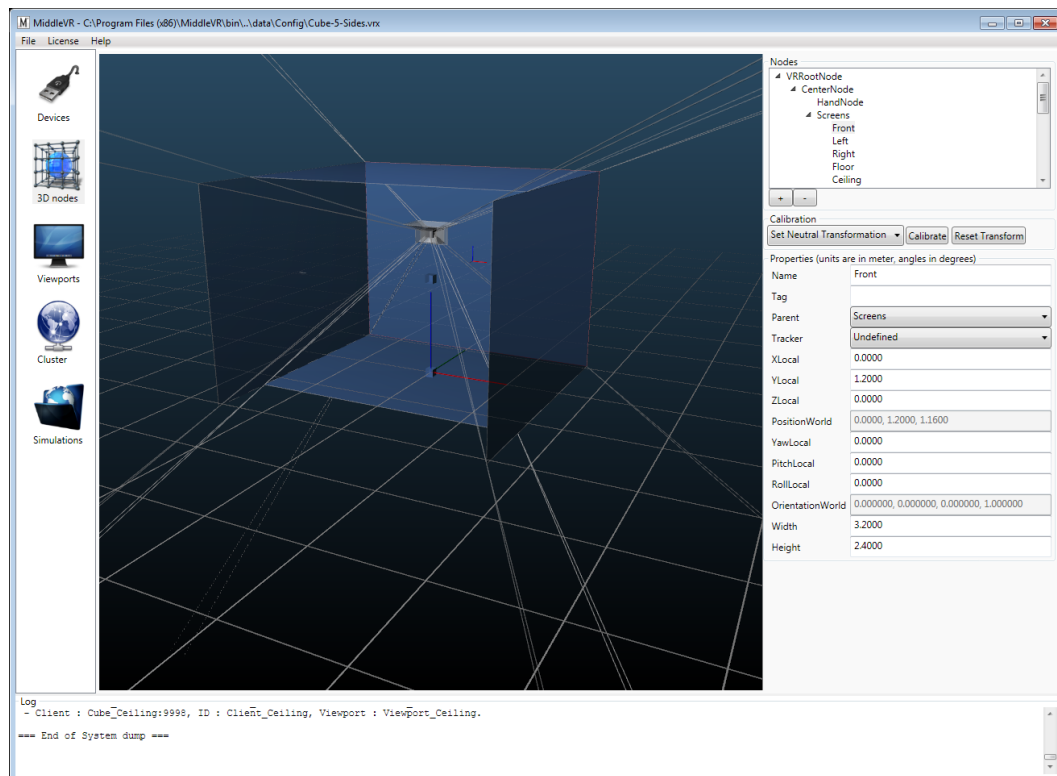 MiddleVR - C:\Program Files (x86)\MiddleVR\bin\..\data\Config\Cube-5-Sides.vrx
File License Help
Devices
3D nodes
Viewports
Cluster
Simulations
Nodes
VRRootNode
CenterNode
HandNode
Screens
Front
Left
Right
Floor
Ceiling
+ -
Calibration
Set Neutral Transformation Calibrate Reset Transform
Properties (units are in meter, angles in degrees)
Name Front
Tag
Parent Screens
Tracker Undefined
XLocal 0.0000
YLocal 1.2000
ZLocal 0.0000
PositionWorld 0.0000, 1.2000, 1.1600
YawLocal 0.0000
PitchLocal 0.0000
RollLocal 0.0000
OrientationWorld 0.000000, 0.000000, 0.000000, 1.000000
Width 3.2000
Height 2.4000
Log
- Client : Cube_Ceiling:9998, ID : Client_Ceiling, Viewport : Viewport_Ceiling.
=== End of System dump ===